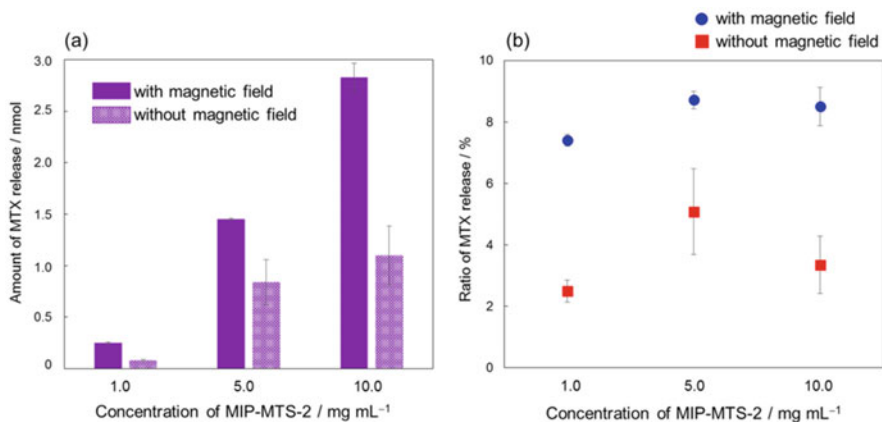 (a)
with magnetic field
without magnetic field
Amount of MTX release / nmol
3.0
2.5
2.0
1.5
1.0
0.5
0
1.0
5.0
10.0
Concentration of MIP-MTS-2 / mg mL⁻¹
(b)
with magnetic field
without magnetic field
Ratio of MTX release / %
10
8
6
4
2
0
1.0
5.0
10.0
Concentration of MIP-MTS-2 / mg mL⁻¹